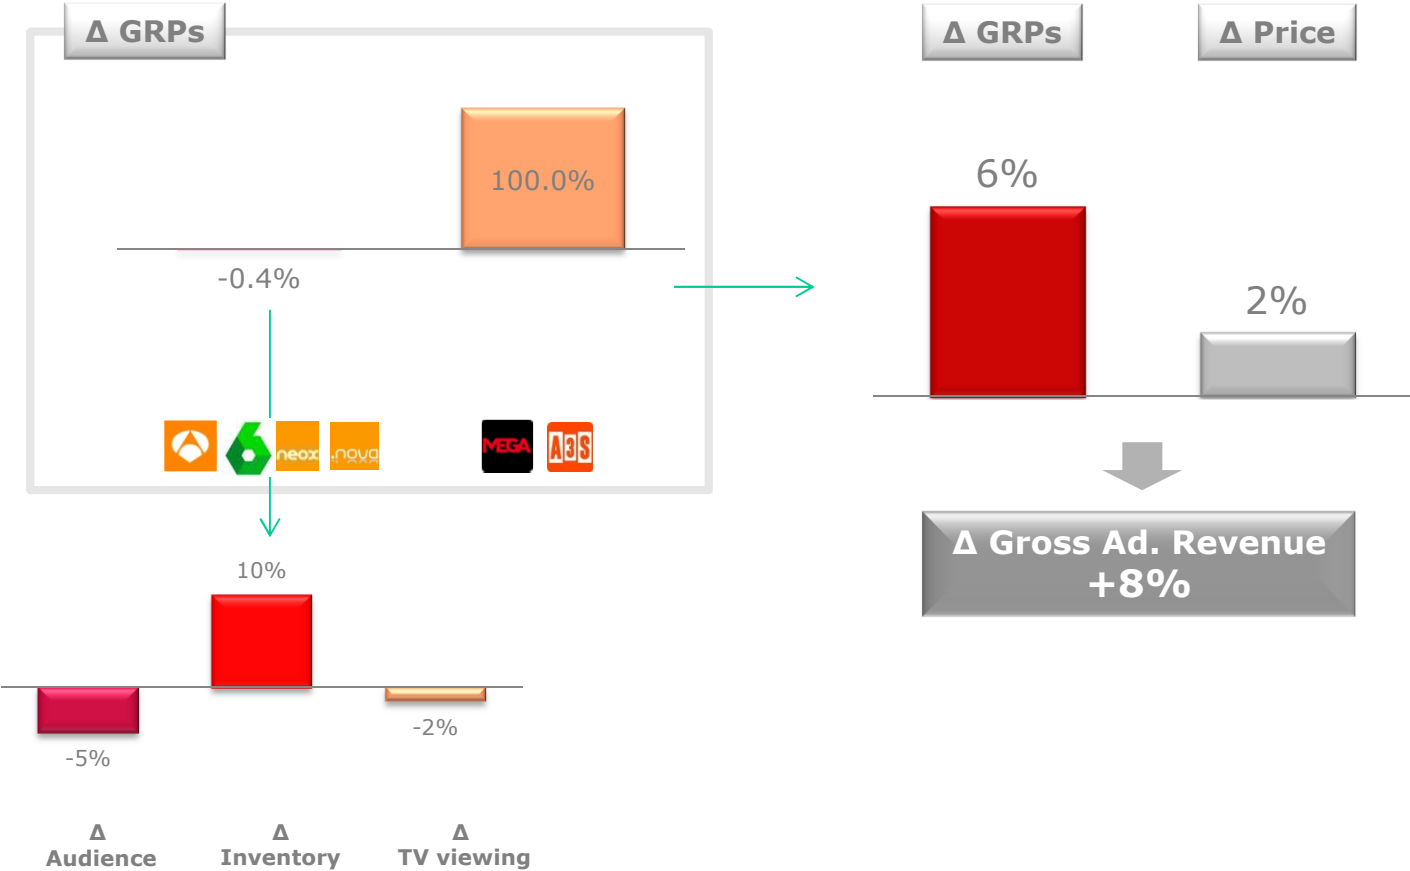 Δ GRPs
100.0%
-0.4%
neox
.nova
MEGA
A3S
10%
-5%
-2%
Δ
Audience
Δ
Inventory
Δ
TV viewing
Δ GRPs
Δ Price
6%
2%
Δ Gross Ad. Revenue
+8%